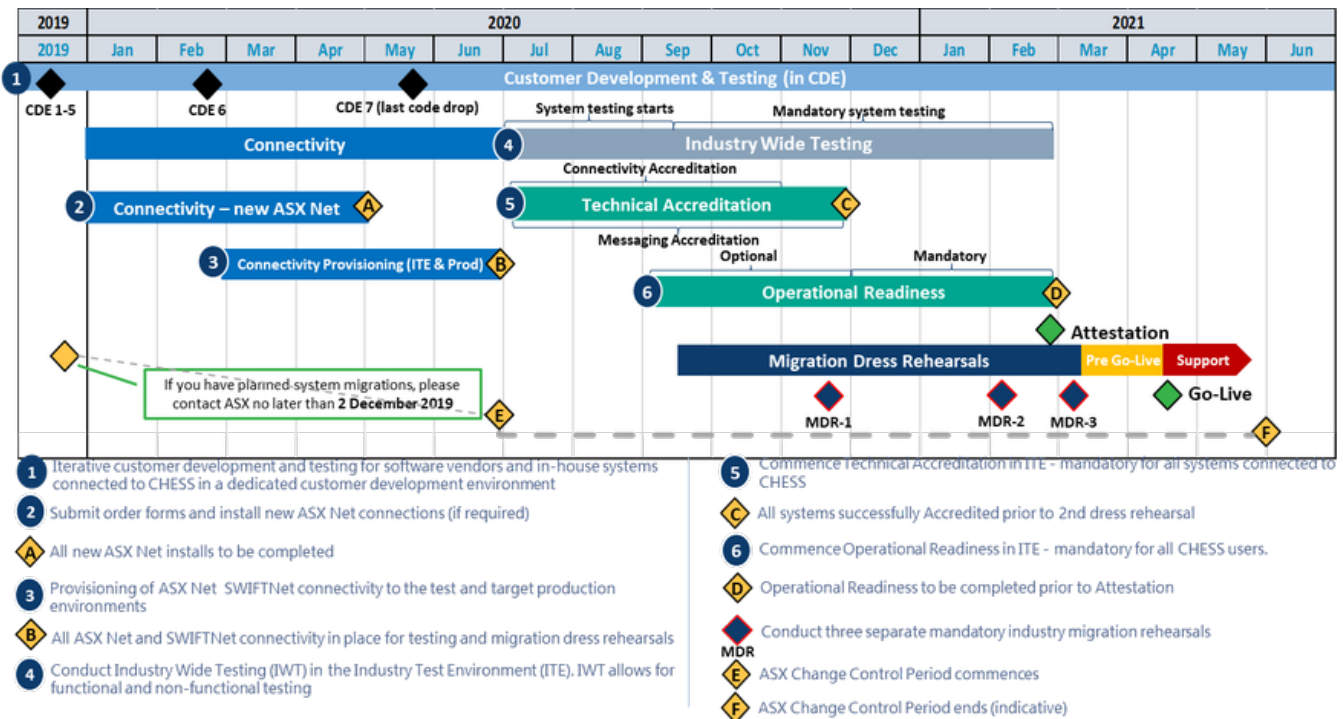 2019 2020 2021
2019 Jan Feb Mar Apr May Jun Jul Aug Sep Oct Nov Dec Jan Feb Mar Apr May Jun
1 Customer Development & Testing (in CDE)
CDE 1-5 CDE 6 CDE 7 (last code drop) System testing starts Mandatory system testing
Connectivity 4 Industry Wide Testing
Connectivity Accreditation
2 Connectivity – new ASX Net A 5 Technical Accreditation C
Messaging Accreditation
Optional Mandatory
3 Connectivity Provisioning (ITE & Prod) B
6 Operational Readiness D
Attestation
Migration Dress Rehearsals Pre Go-Live Support
If you have planned system migrations, please
contact ASX no later than 2 December 2019
E
Go-Live
MDR-1 MDR-2 MDR-3
F
1 Iterative customer development and testing for software vendors and in-house systems
connected to CHESS in a dedicated customer development environment
2 Submit order forms and install new ASX Net connections (if required)
A All new ASX Net installs to be completed
3 Provisioning of ASX Net SWIFTNet connectivity to the test and target production
environments
B All ASX Net and SWIFTNet connectivity in place for testing and migration dress rehearsals
4 Conduct Industry Wide Testing (IWT) in the Industry Test Environment (ITE). IWT allows for
functional and non-functional testing
5 Commence Technical Accreditation in ITE - mandatory for all systems connected to
CHESS
C All systems successfully Accredited prior to 2nd dress rehearsal
6 Commence Operational Readiness in ITE - mandatory for all CHESS users.
D Operational Readiness to be completed prior to Attestation
Conduct three separate mandatory industry migration rehearsals
MDR
E ASX Change Control Period commences
F ASX Change Control Period ends (indicative)